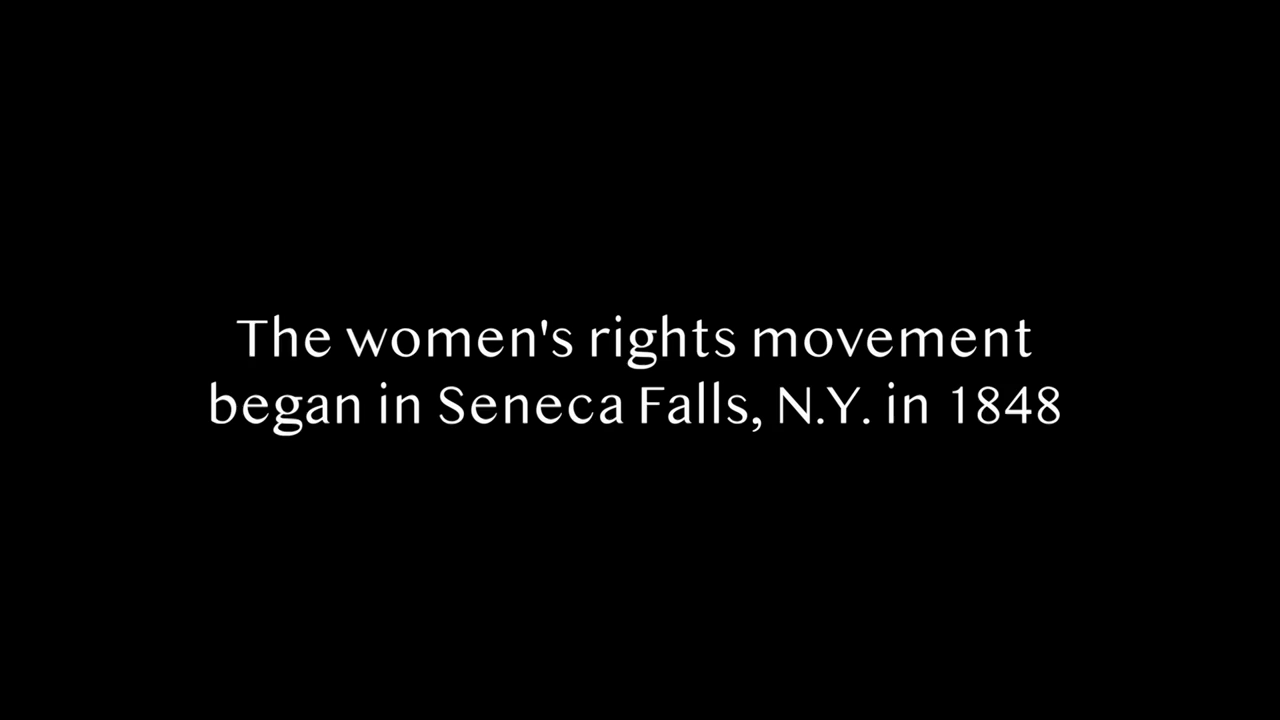 The women's rights movement
began in Seneca Falls, N.Y. in 1848